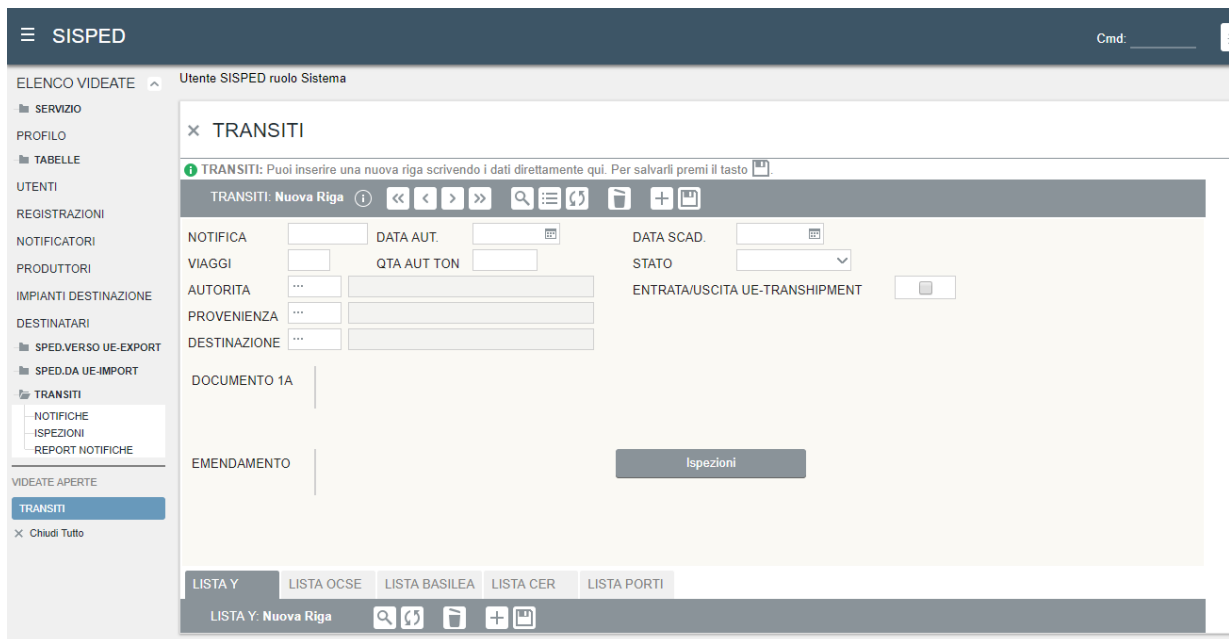 SISPED
Cmd:
ELENCO VIDEATE
SERVIZIO
PROFILO
TABELLE
UTENTI
REGISTRAZIONI
NOTIFICATORI
PRODUTTORI
IMPIANTI DESTINAZIONE
DESTINATARI
SPED.VERSO UE-EXPORT
SPED.DA UE-IMPORT
TRANSITI
NOTIFICHE
ISPEZIONI
REPORT NOTIFICHE
VIDEATE APERTE
TRANSITI
Chiudi Tutto
Utente SISPED ruolo Sistema
TRANSITI
TRANSITI: Puoi inserire una nuova riga scrivendo i dati direttamente qui. Per salvarli premi il tasto .
TRANSITI: Nuova Riga
NOTIFICA DATA AUT. DATA SCAD.
VIAGGI QTA AUT TON STATO
AUTORITA ... ENTRATA/USCITA UE-TRANSHIPMENT
PROVENIENZA ...
DESTINAZIONE ...
DOCUMENTO 1A
EMENDAMENTO Ispezioni
LISTA Y LISTA OCSE LISTA BASILEA LISTA CER LISTA PORTI
LISTA Y: Nuova Riga